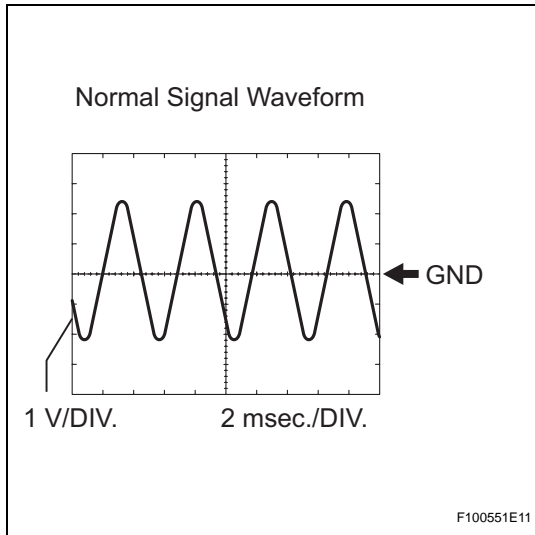 Normal Signal Waveform
GND
1 V/DIV.
2 msec./DIV.
F100551E11